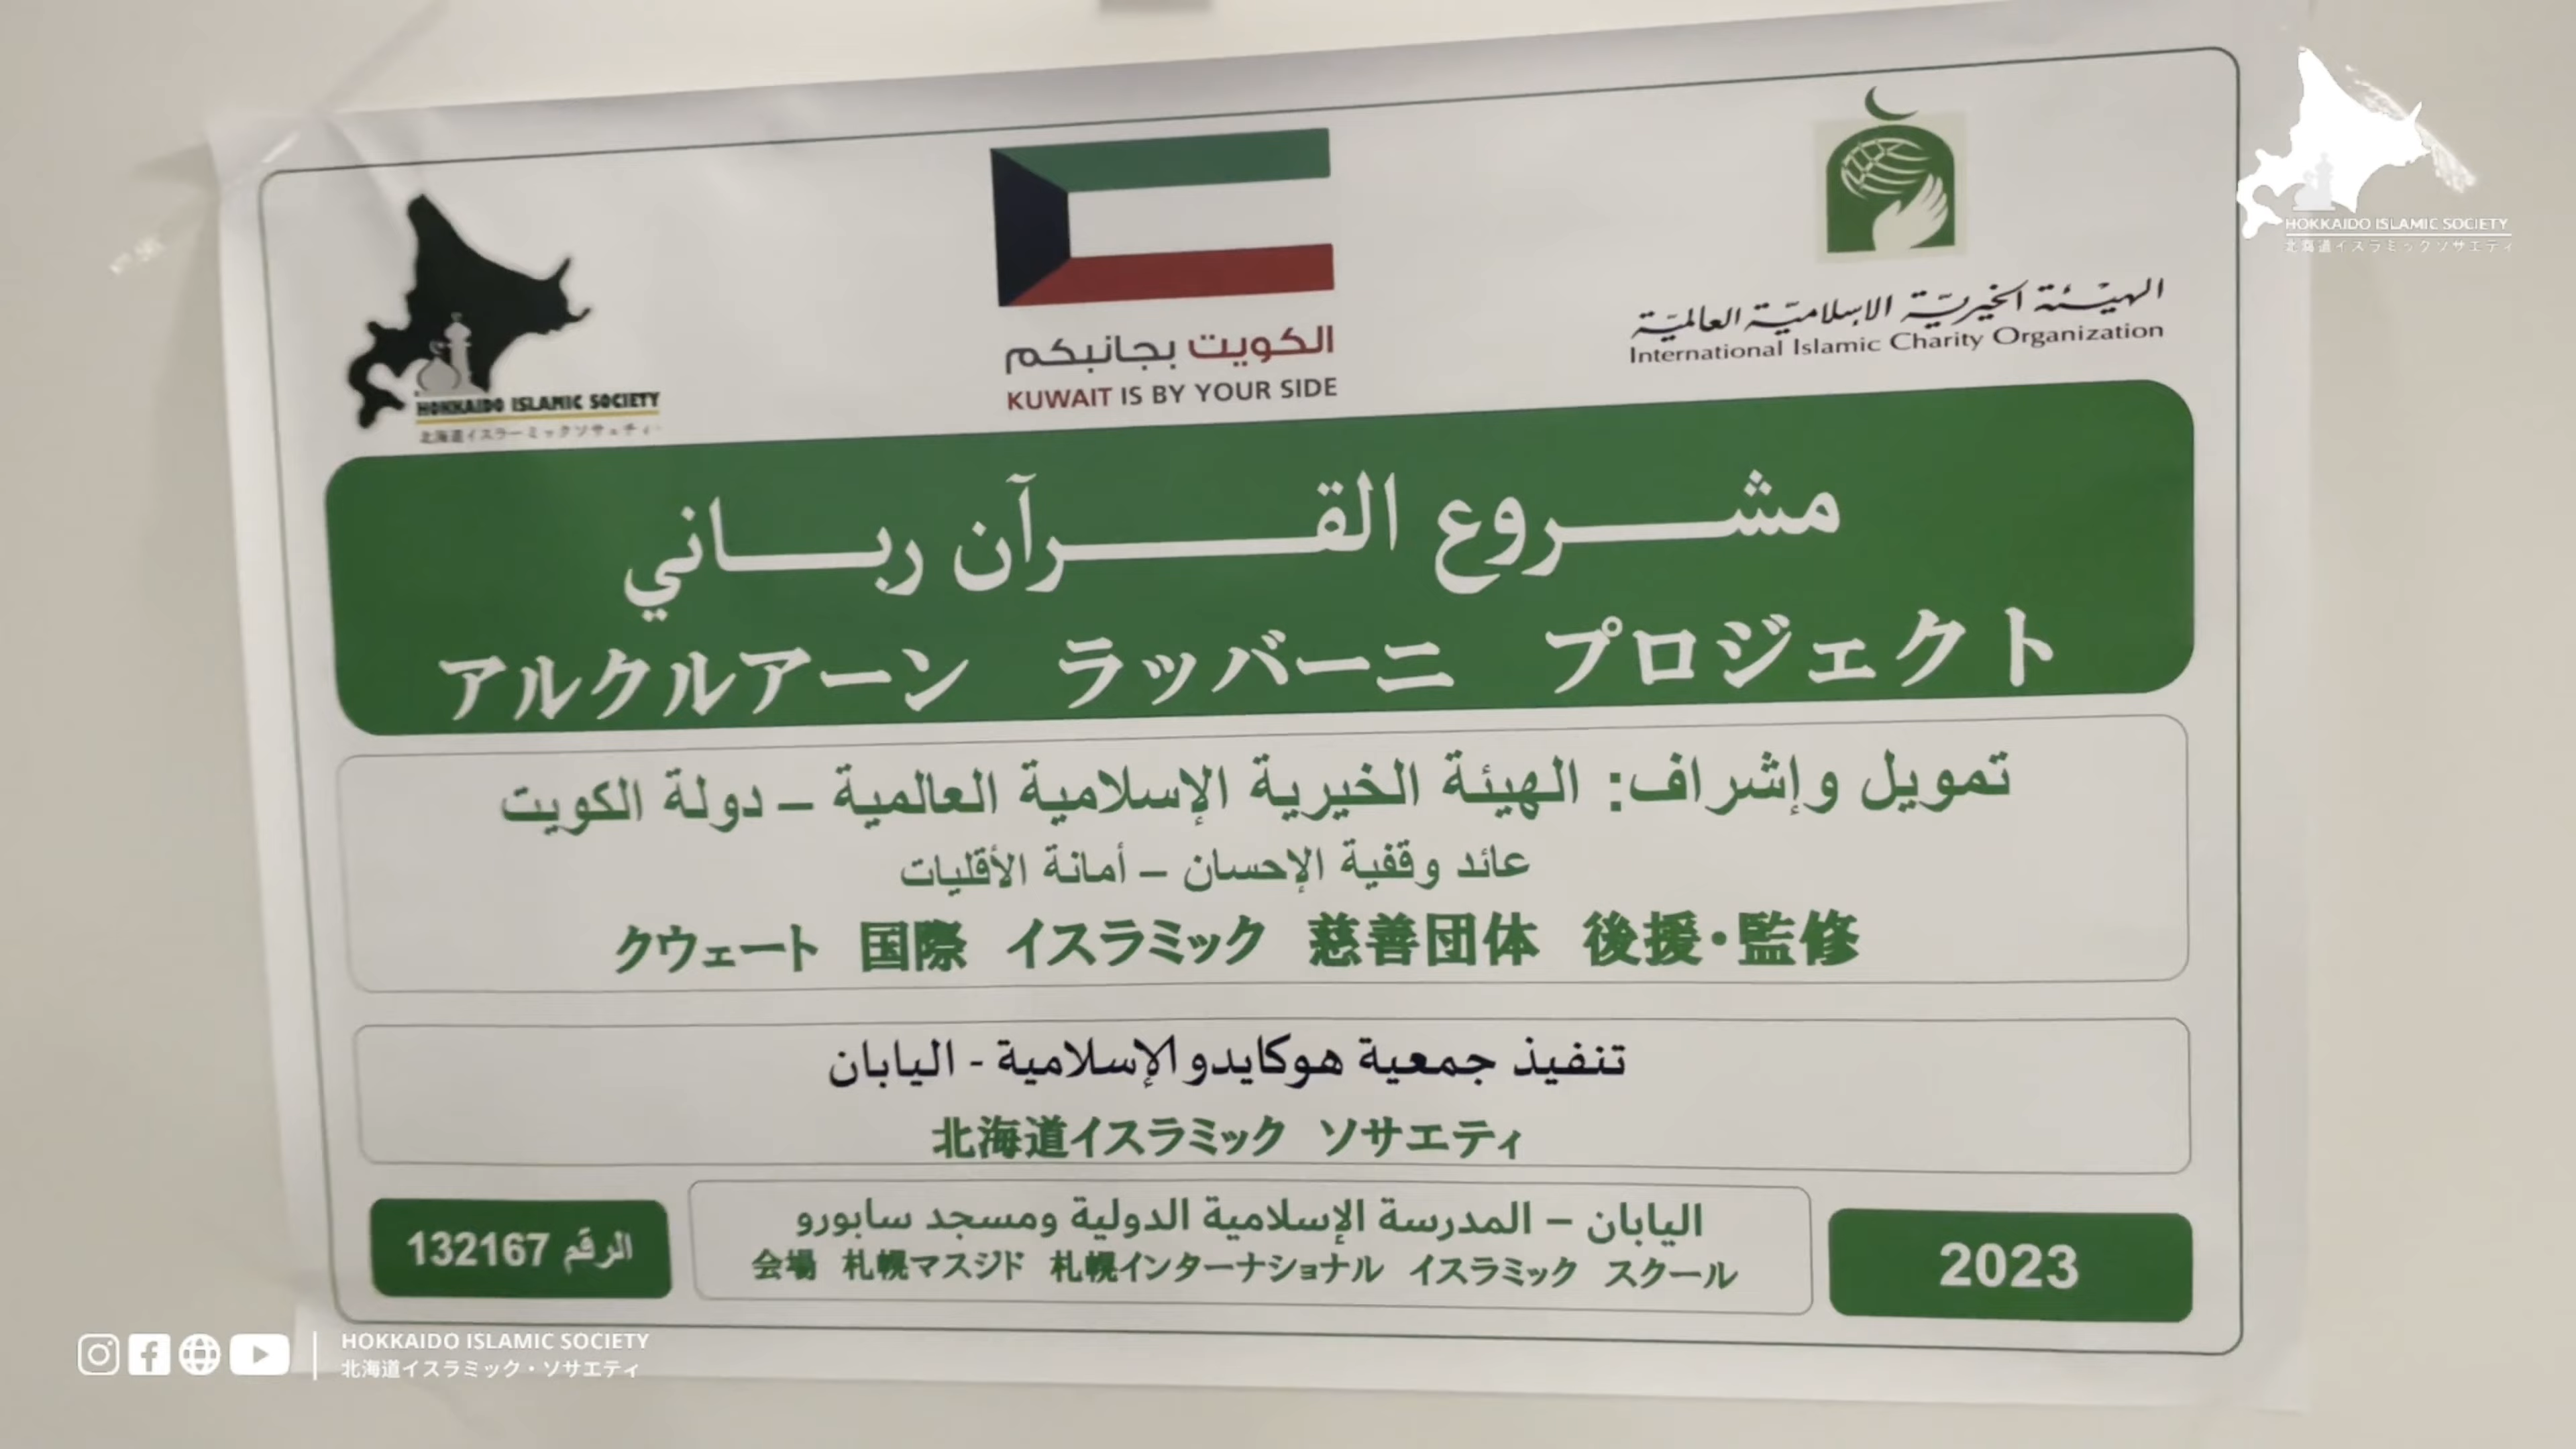 HOKKAIDO ISLAMIC SOCIETY
北海道イスラーミックソサェティ
الكويت بجانبكم
KUWAIT IS BY YOUR SIDE
الهيئة الخيرية الاسلامية العالمية
International Islamic Charity Organization
HOKKAIDO ISLAMIC SOCIETY
北海道イスラミックソサエティ
مشروع القرآن رباني
アルクルアーン ラッバーニ プロジェクト
تمويل وإشراف: الهيئة الخيرية الإسلامية العالمية – دولة الكويت
عائد وقفية الإحسان – أمانة الأقليات
クウェート 国際 イスラミック 慈善団体 後援・監修
تنفيذ جمعية هوكايدو الإسلامية - اليابان
北海道イスラミック ソサエティ
اليابان – المدرسة الإسلامية الدولية ومسجد سابورو
会場 札幌マスジド 札幌インターナショナル イスラミック スクール
الرقم 132167
2023
HOKKAIDO ISLAMIC SOCIETY
北海道イスラミック・ソサエティ